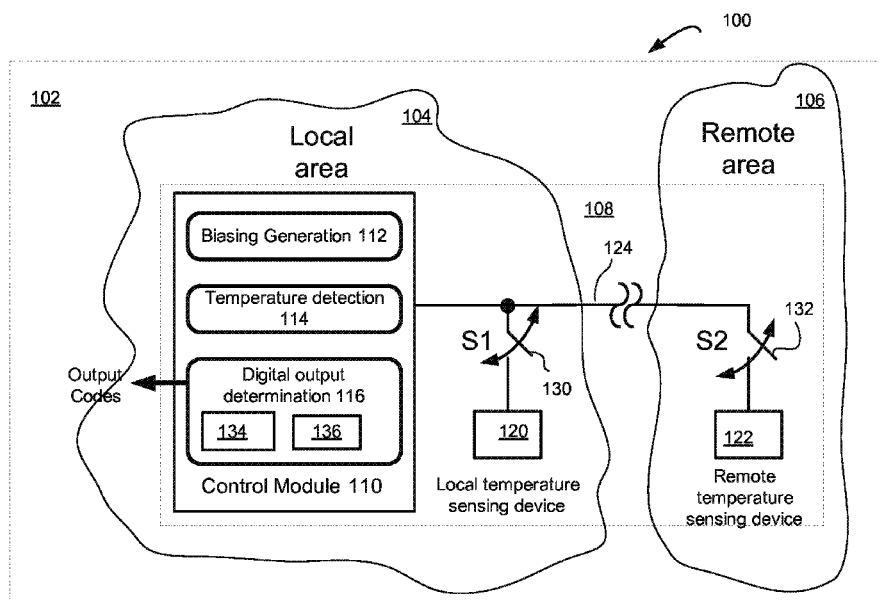 100
102
104
106
Local
area
Remote
area
108
Biasing Generation 112
124
Temperature detection
114
132
S1
S2
130
Output
Codes
Digital output
determination 116
134
136
120
122
Control Module 110
Local temperature
sensing device
Remote
temperature
sensing device